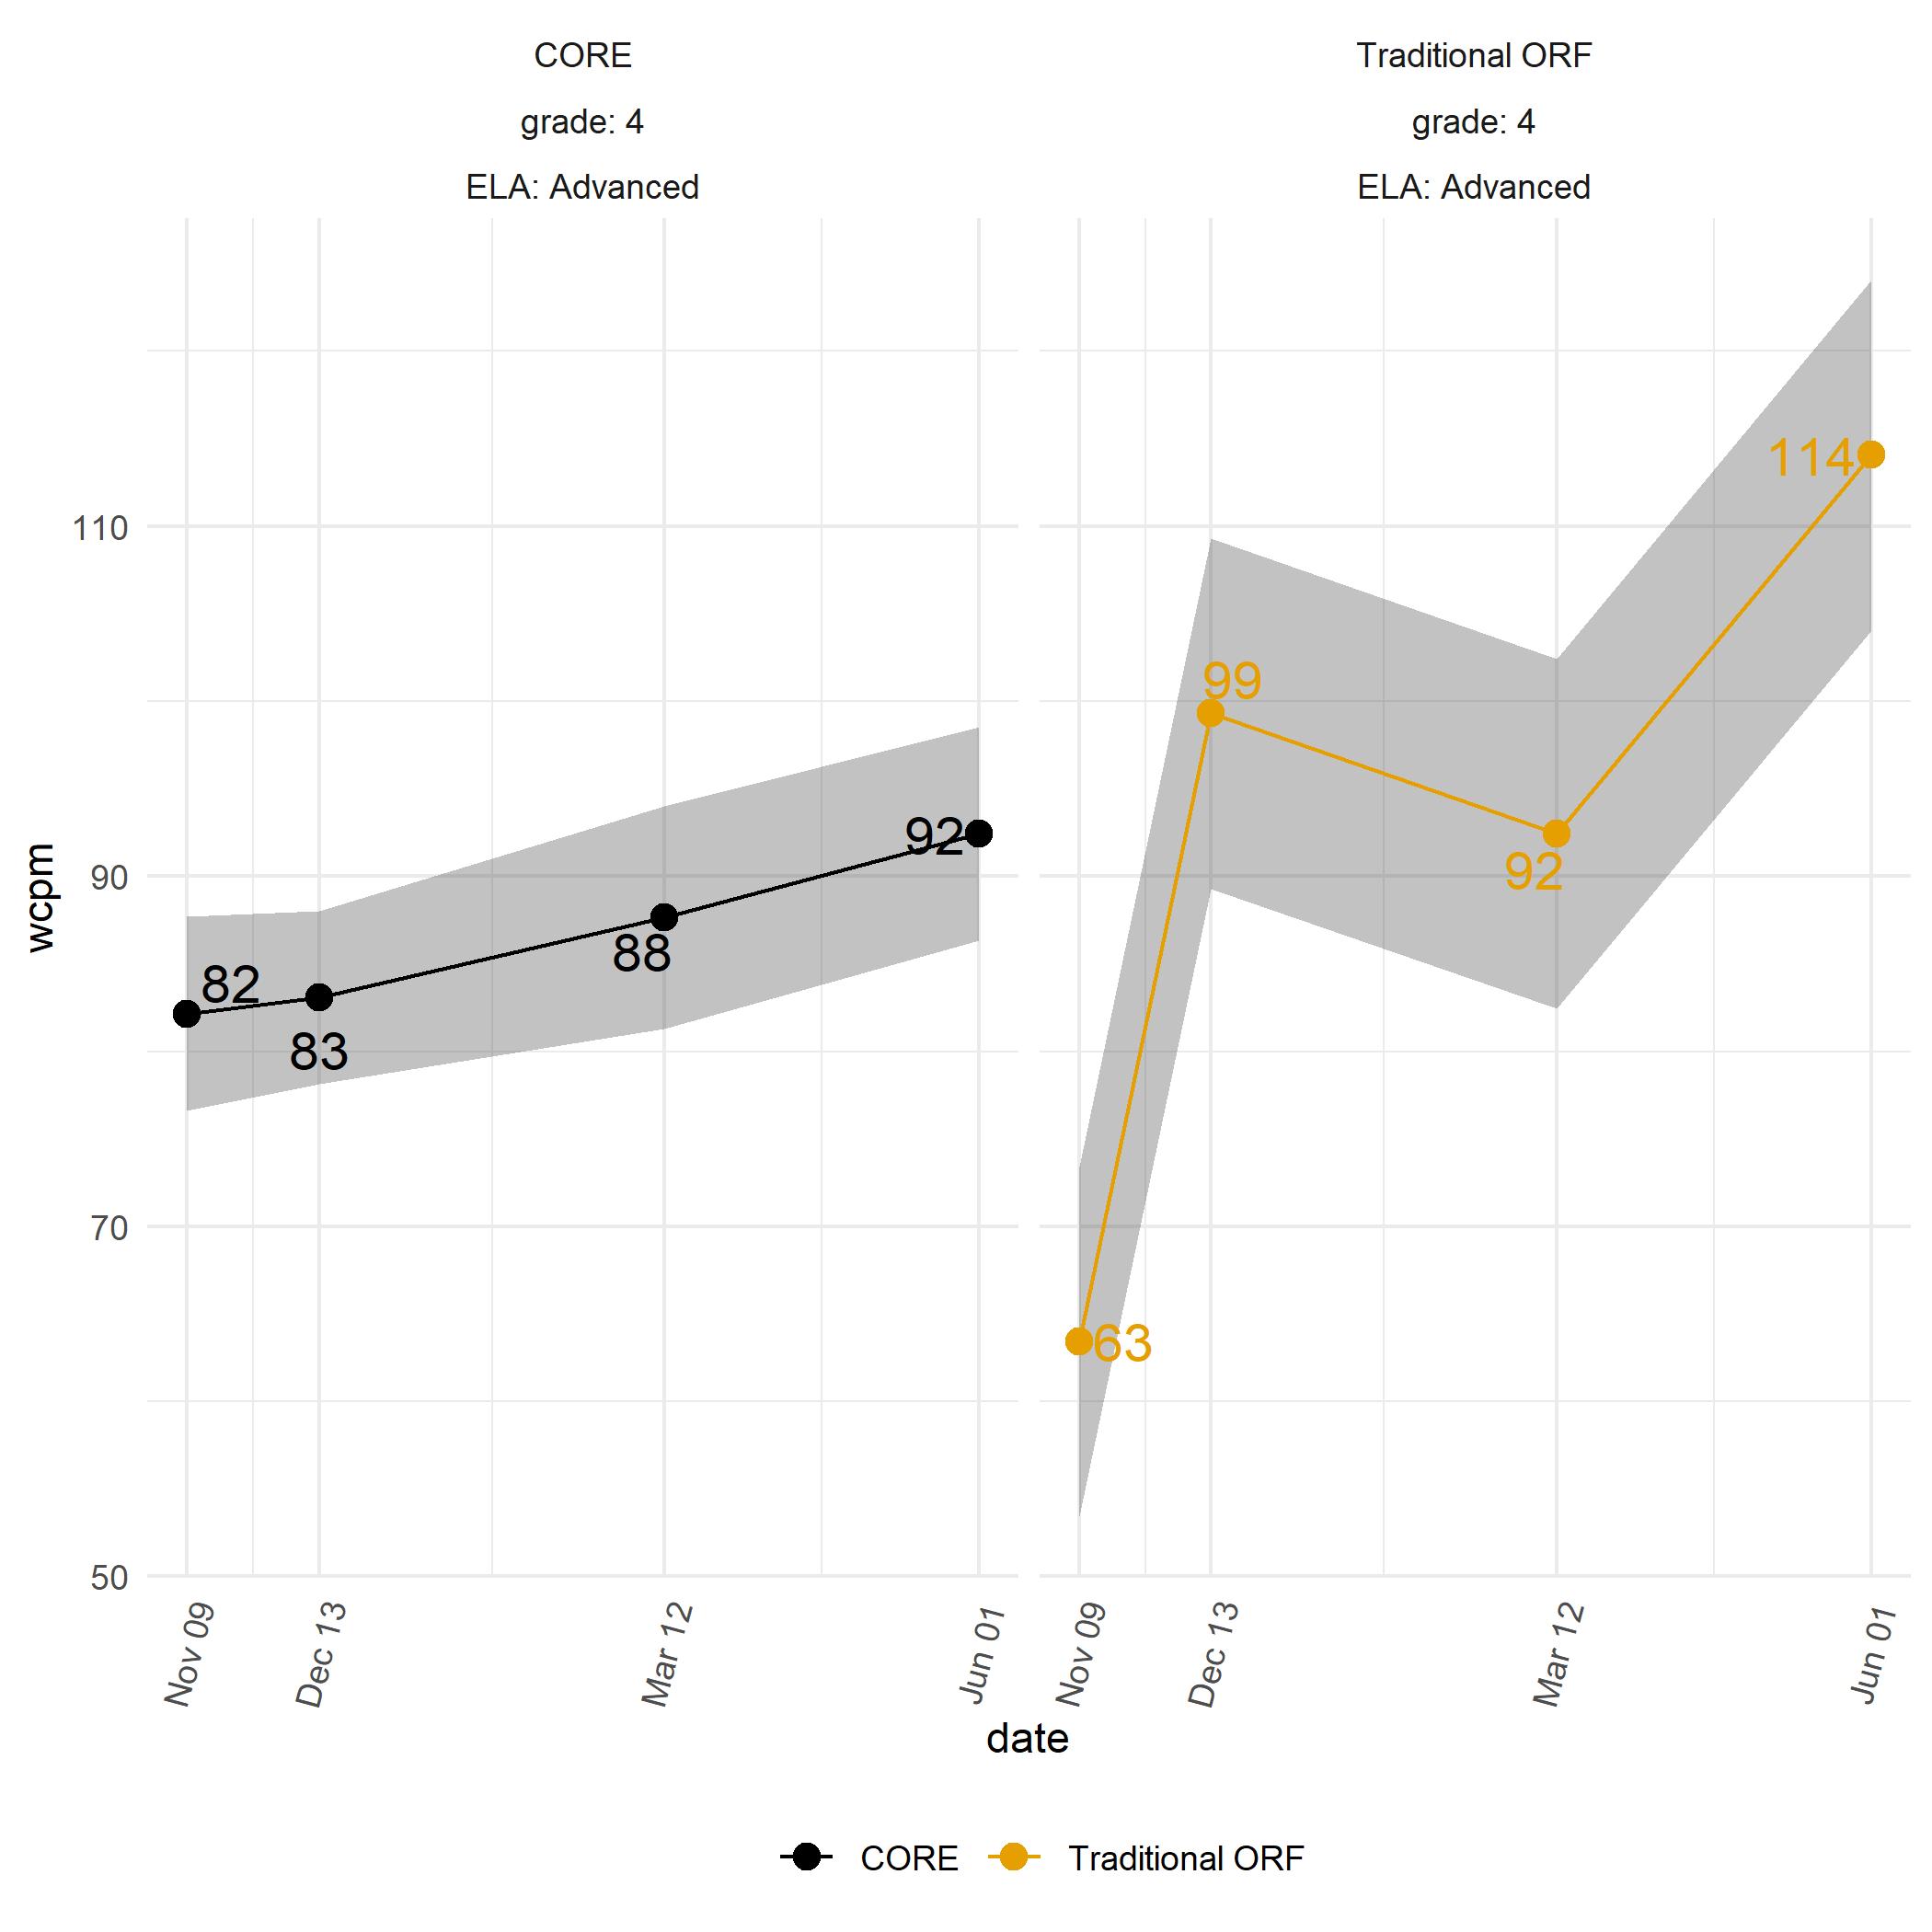 CORE
grade: 4
ELA: Advanced
Traditional ORF
grade: 4
ELA: Advanced
wcpm
110
90
70
50
82
83
88
92
63
99
92
114
Nov 09
Dec 13
Mar 12
Jun 01
Nov 09
Dec 13
Mar 12
Jun 01
date
CORE
Traditional ORF